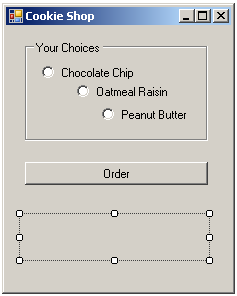 Cookie Shop
Your Choices
Chocolate Chip
Oatmeal Raisin
Peanut Butter
Order